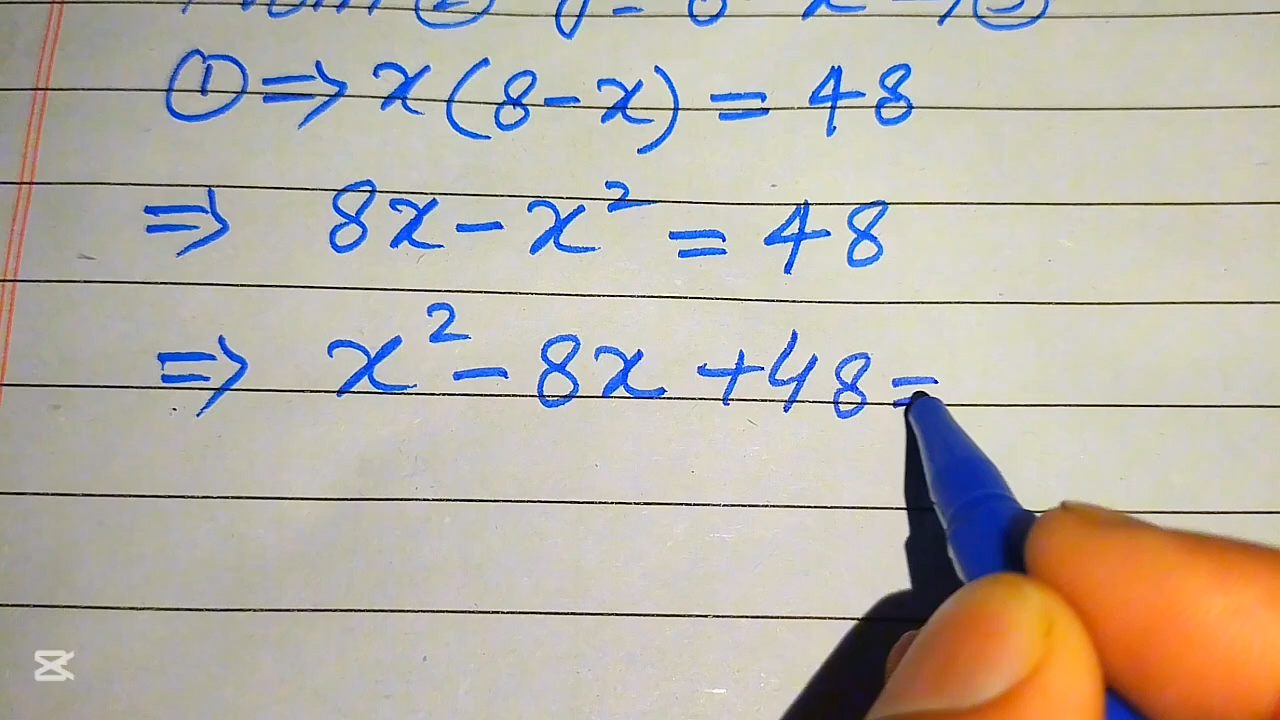 ① ⇒ x(8-x) = 48
⇒ 8x - x² = 48
⇒ x² - 8x + 48 =